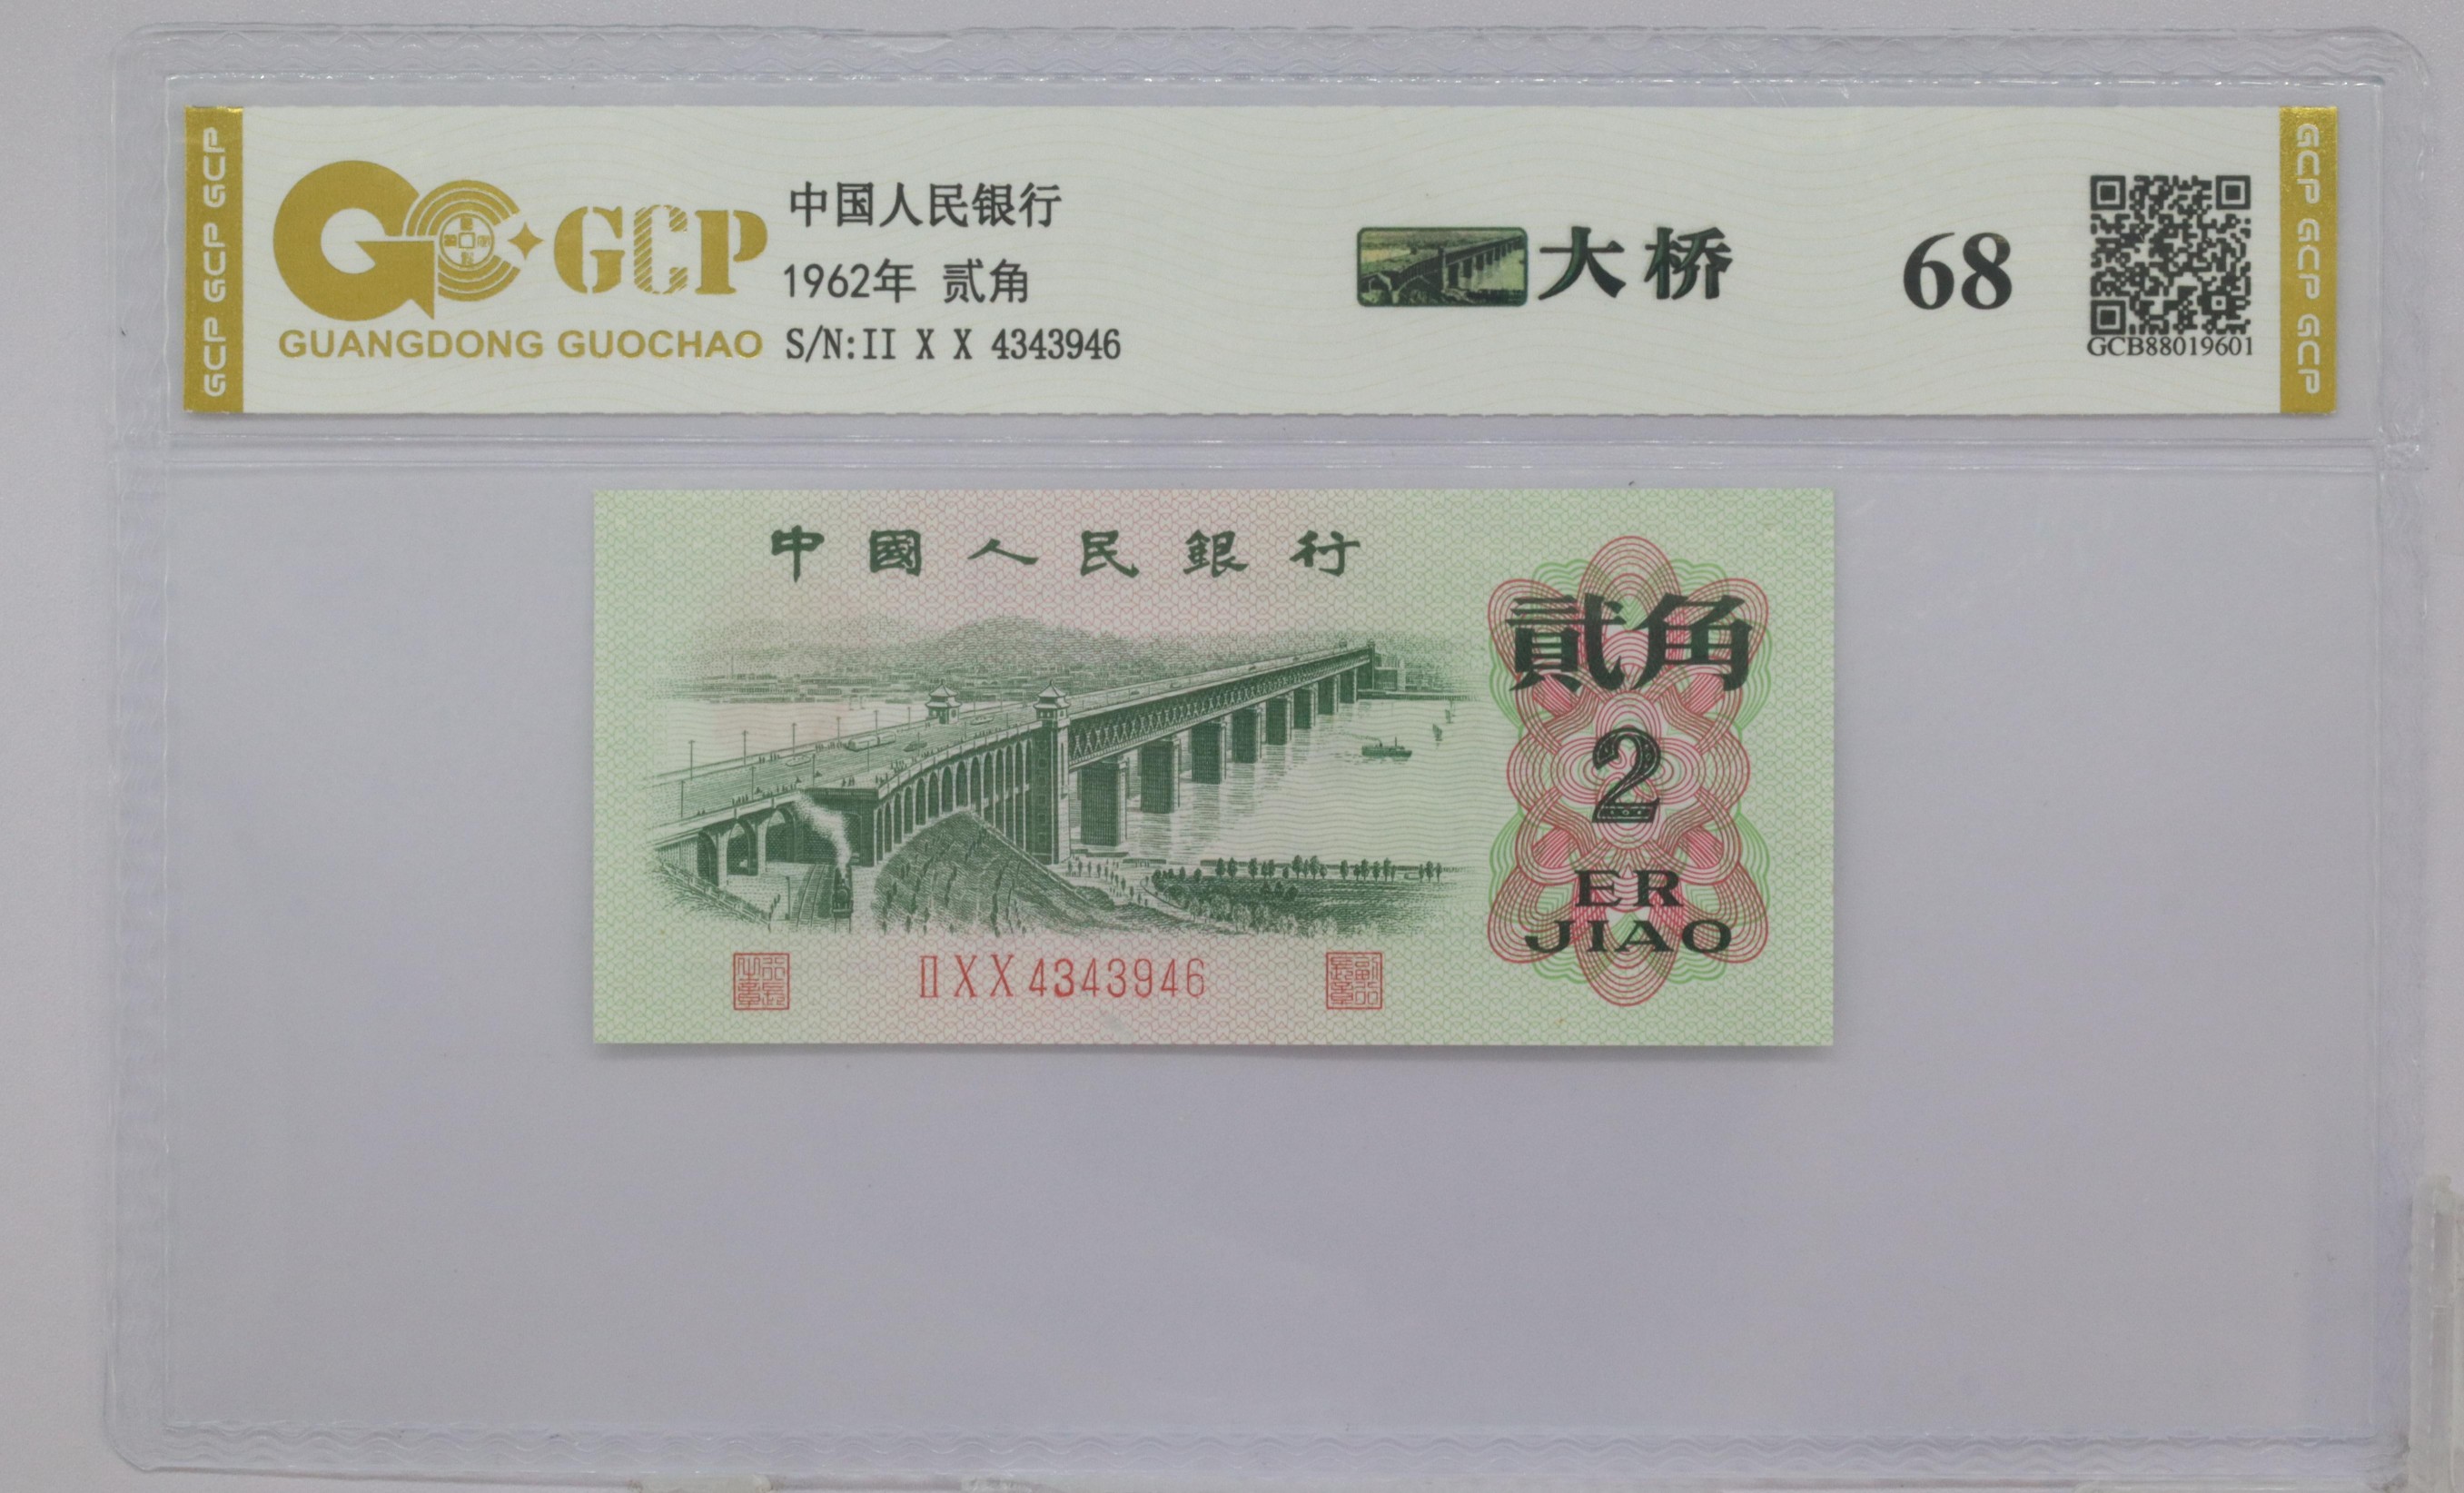 GCP GCP GCP
GCP
GUANGDONG GUOCHAO
中国人民银行
1962年 贰角
S/N:II X X 4343946
大桥
68
GCB88019601
GCP GCP GCP
中國人民銀行
貳角
2
ER
JIAO
II X X 4343946